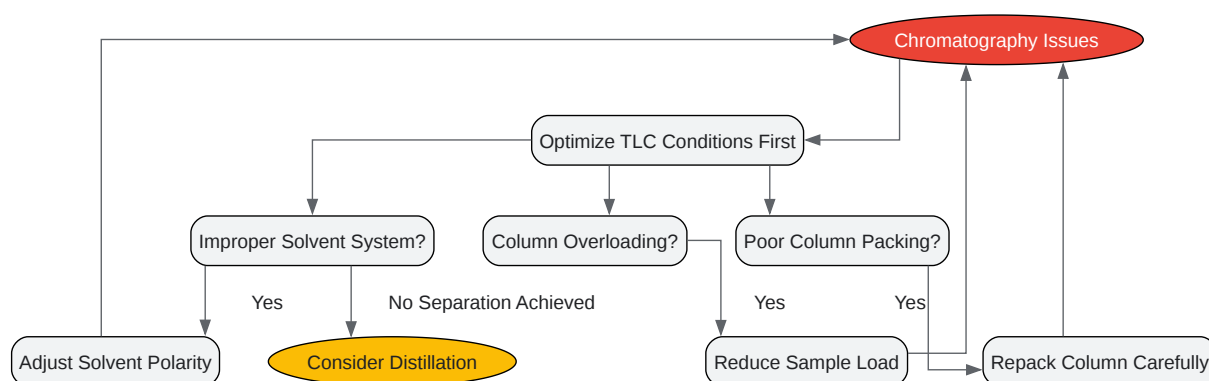 Chromatography Issues
Optimize TLC Conditions First
Improper Solvent System?
Column Overloading?
Poor Column Packing?
Yes
No Separation Achieved
Yes
Yes
Adjust Solvent Polarity
Consider Distillation
Reduce Sample Load
Repack Column Carefully